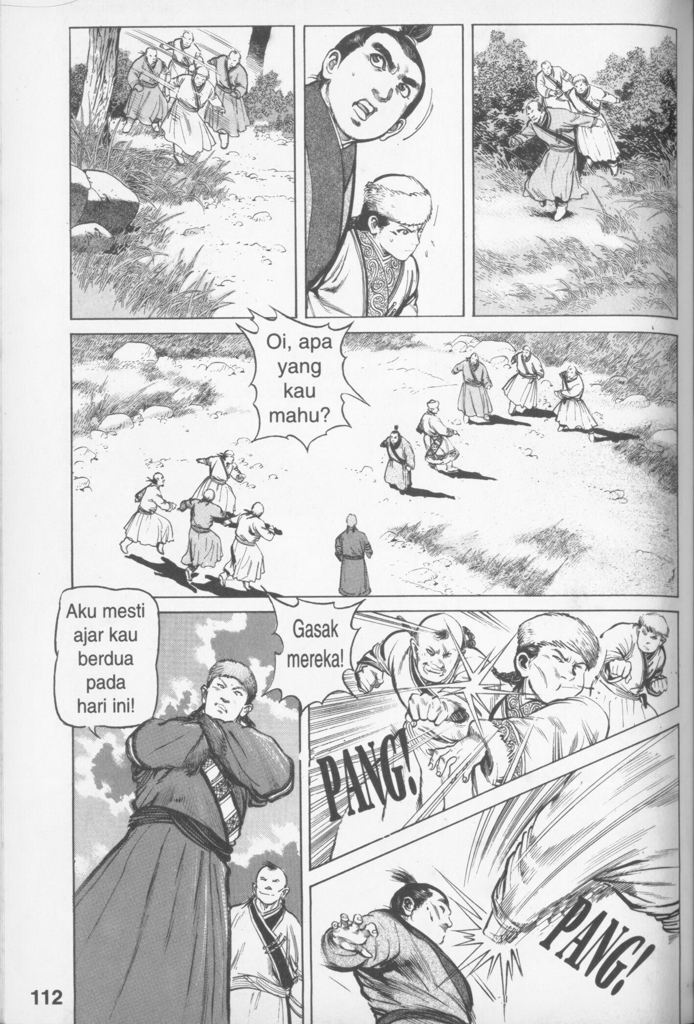 Oi, apa
yang
kau
mahu?
Aku mesti
ajar kau
berdua
pada
hari ini!
Gasak
mereka!
PANG!
PANG!
112